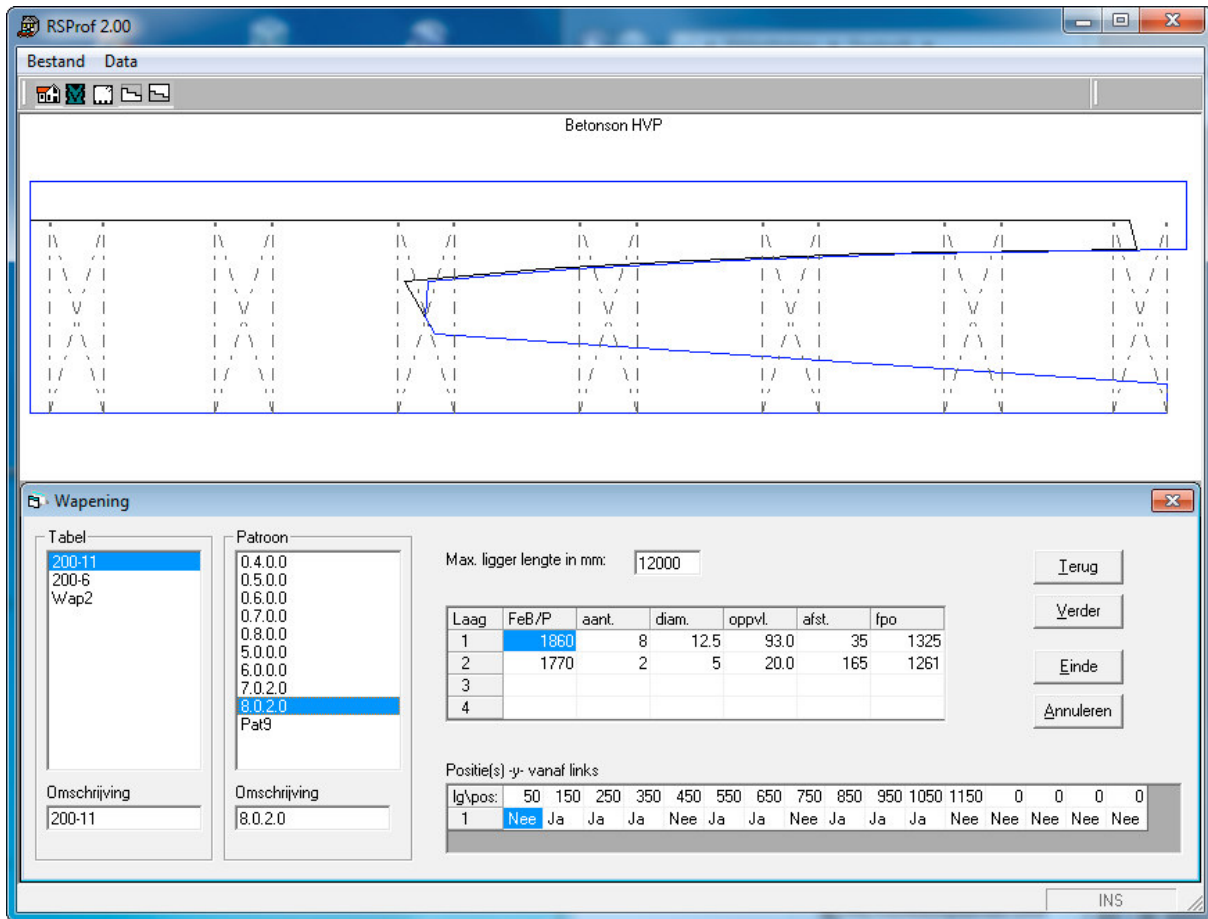 RSProf 2.00
Bestand Data
Betonson HVP
Wapening
Tabel
200-11
200-6
Wap2
Omschrijving
200-11
Patroon
0.4.0.0
0.5.0.0
0.6.0.0
0.7.0.0
0.8.0.0
5.0.0.0
6.0.0.0
7.0.2.0
8.0.2.0
Pat9
Omschrijving
8.0.2.0
Max. ligger lengte in mm: 12000
Laag FeB/P aant. diam. oppvl. afst. fpo
1 1860 8 12.5 93.0 35 1325
2 1770 2 5 20.0 165 1261
3
4
Positie(s) -y- vanaf links
lg\pos: 50 150 250 350 450 550 650 750 850 950 1050 1150 0 0 0 0
1 Nee Ja Ja Ja Nee Ja Ja Nee Ja Ja Ja Nee Nee Nee Nee Nee
Terug
Verder
Einde
Annuleren
INS